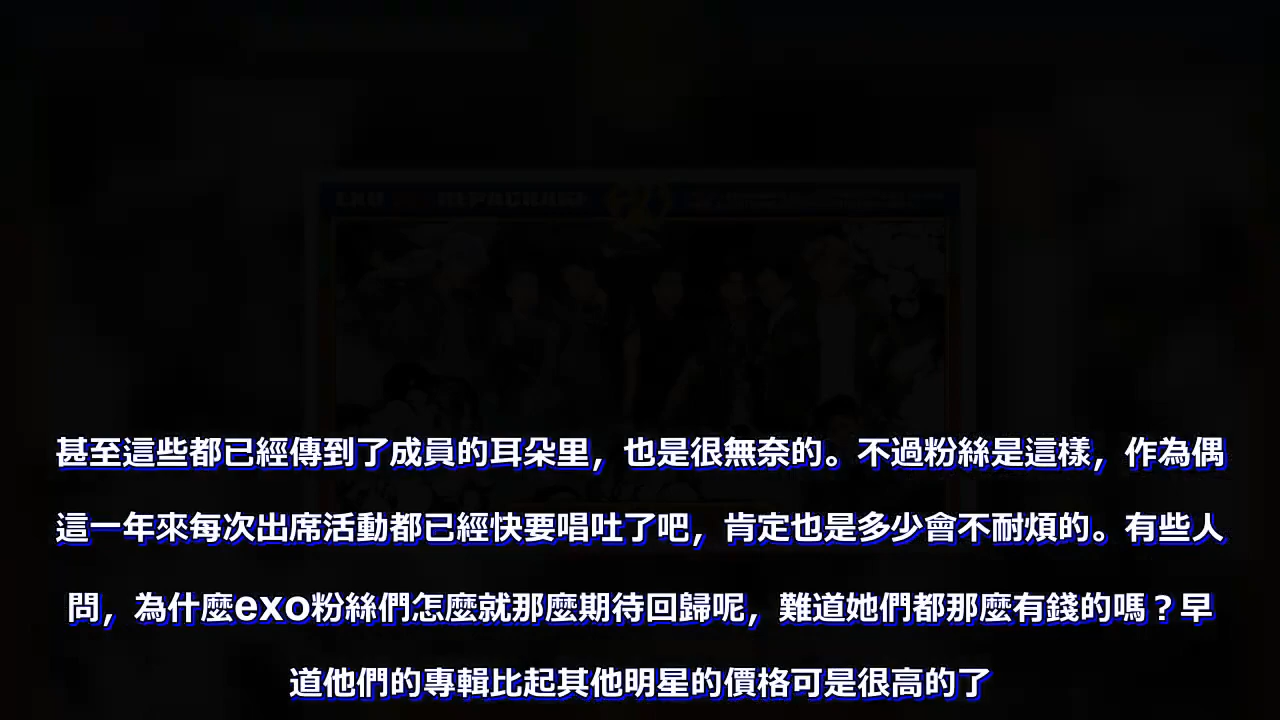 EXO REPACKAGE
甚至這些都已經傳到了成員的耳朵里，也是很無奈的。不過粉絲是這樣，作為偶
這一年來每次出席活動都已經快要唱吐了吧，肯定也是多少會不耐煩的。有些人
問，為什麼exo粉絲們怎麼就那麼期待回歸呢，難道她們都那麼有錢的嗎？早
道他們的專輯比起其他明星的價格可是很高的了